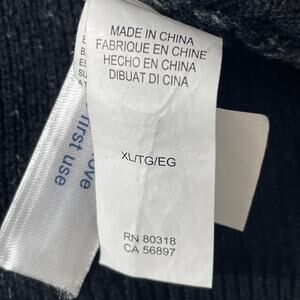 MADE IN CHINA
FABRIQUE EN CHINE
HECHO EN CHINA
DIBUAT DI CINA
XL/TG/EG
RN 80318
CA 56897
first use